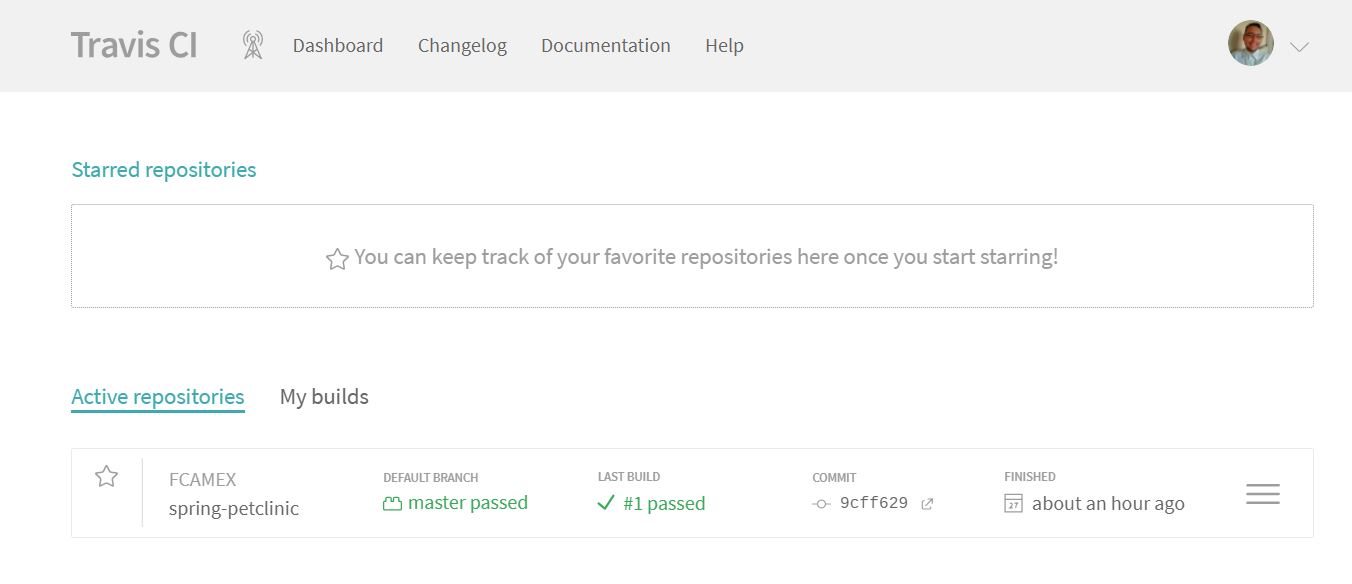 Travis CI Dashboard Changelog Documentation Help
Starred repositories
You can keep track of your favorite repositories here once you start starring!
Active repositories My builds
FCAMEX DEFAULT BRANCH LAST BUILD COMMIT FINISHED
spring-petclinic master passed #1 passed 9cff629 27 about an hour ago